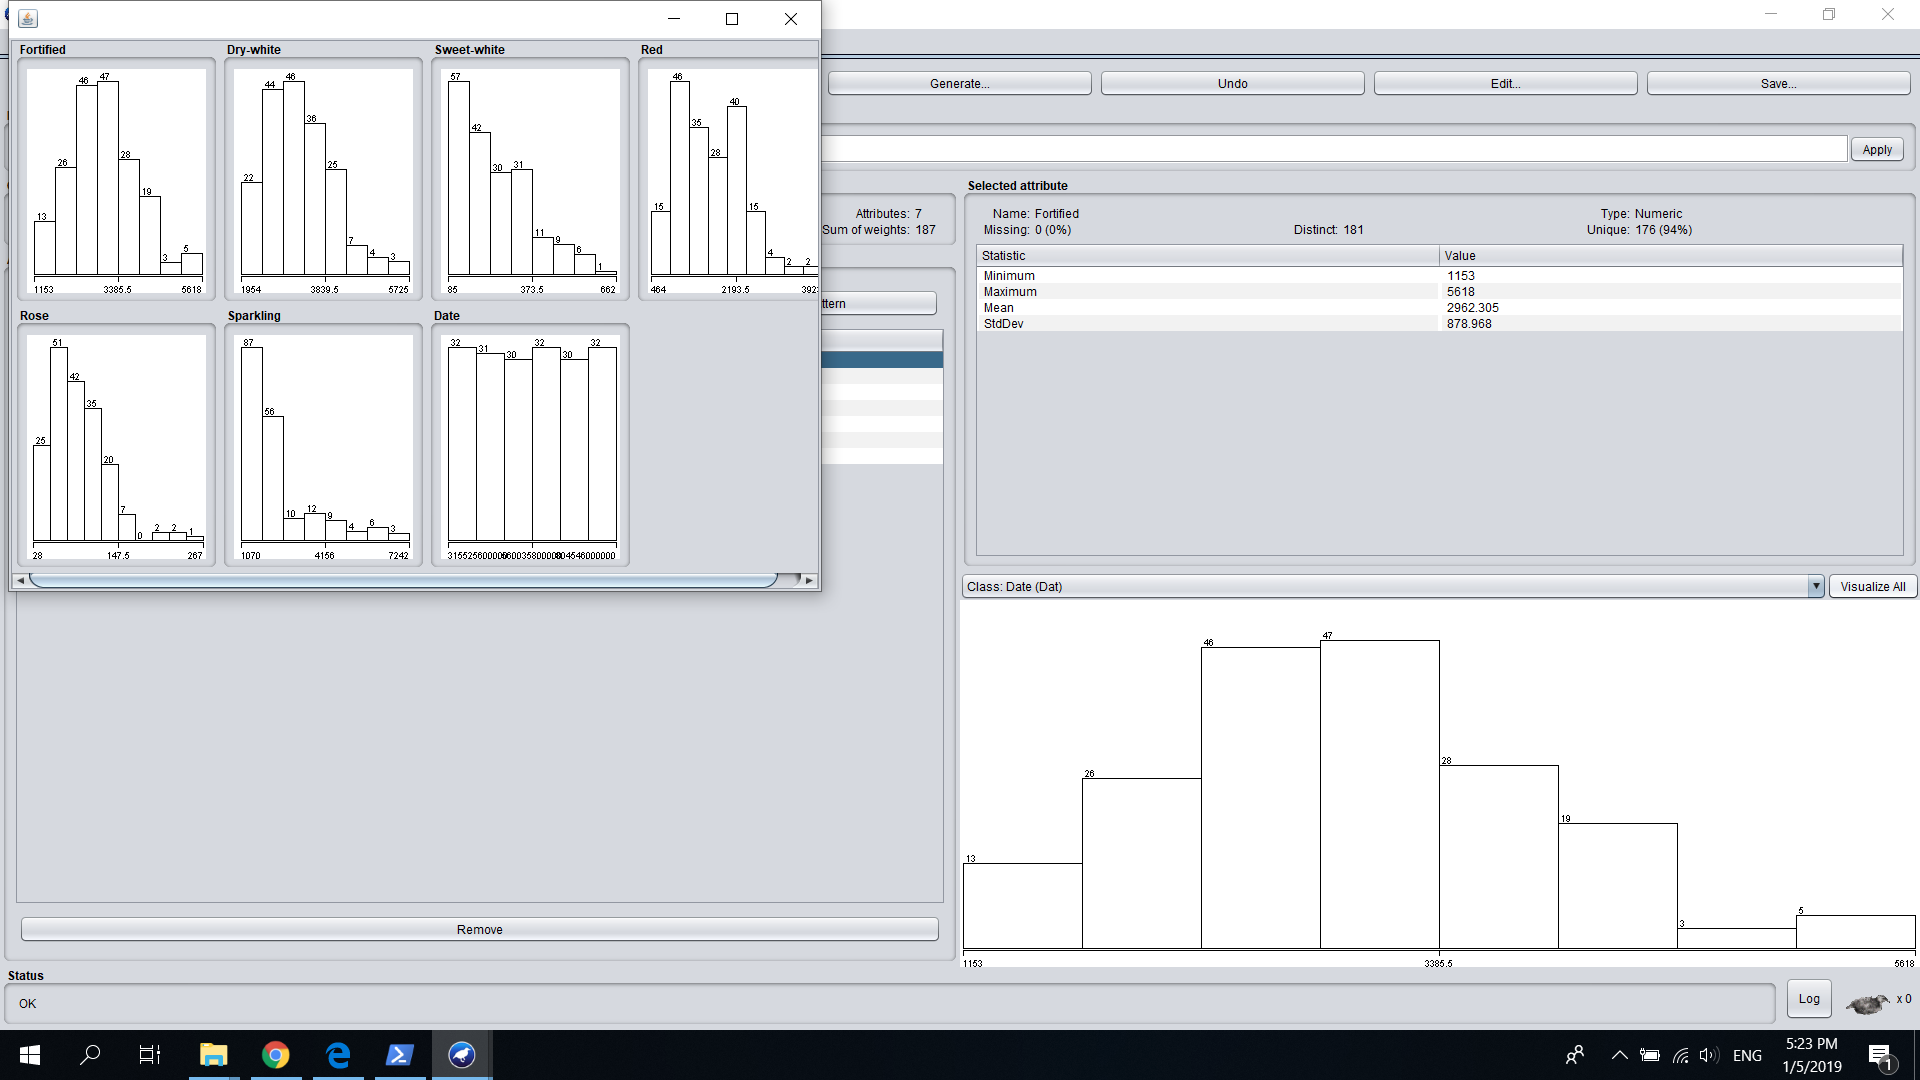 Fortified Dry-white Sweet-white Red
13 26 46 47 28 19 3 5
1153 3385.5 5618
22 44 46 36 25 7 4 3
1954 3839.5 5725
57 42 30 31 11 9 6 1
85 373.5 662
15 46 35 28 40 15 4 2 2
464 2193.5
Rose Sparkling Date
25 51 42 35 20 7 0 2 2 1
28 147.5 267
87 56 10 12 9 4 6 3
1070 4156 7242
32 31 30 32 30 32
Generate... Undo Edit... Save...
Apply
Attributes: 7
Sum of weights: 187
ttern
Remove
Selected attribute
Name: Fortified Type: Numeric
Missing: 0 (0%) Distinct: 181 Unique: 176 (94%)
Statistic Value
Minimum 1153
Maximum 5618
Mean 2962.305
StdDev 878.968
Class: Date (Dat) Visualize All
13 26 46 47 28 19 3 5
1153 3385.5 5618
Status
OK
Log x 0
ENG
5:23 PM
1/5/2019
1